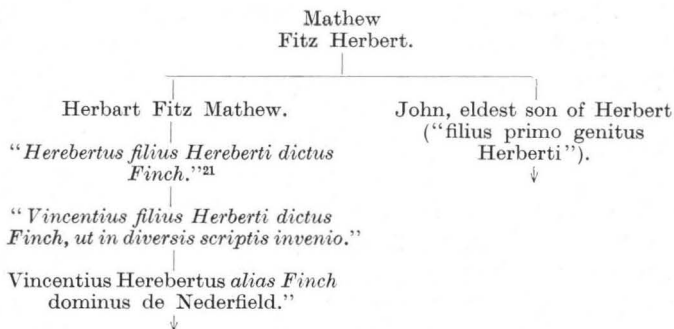 Mathew
Fitz Herbert.
Herbart Fitz Mathew.
John, eldest son of Herbert
(“filius primo genitus
Herberti”).
“Herebertus filius Hereberti dictus
Finch.”21
“Vincentius filius Herberti dictus
Finch, ut in diversis scriptis invenio.”
Vincentius Herebertus alias Finch
dominus de Nederfield.”